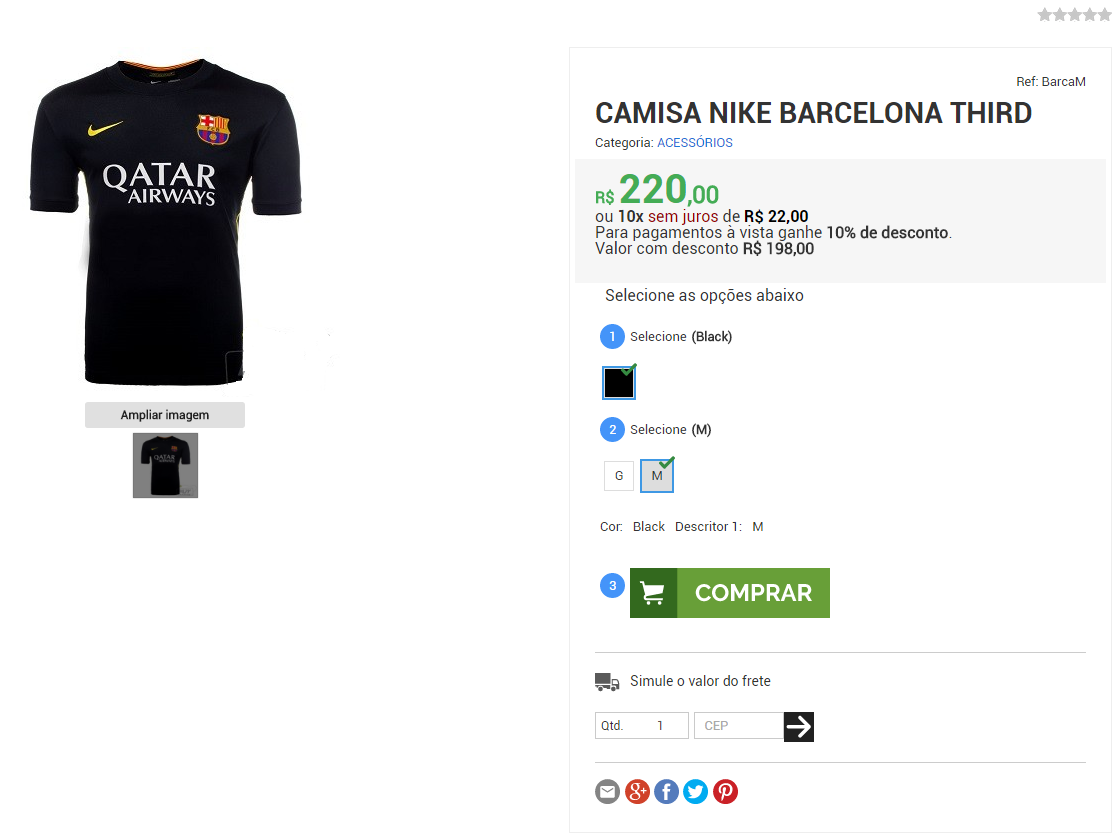 Ref: BarcaM
CAMISA NIKE BARCELONA THIRD
Categoria: ACESSÓRIOS
R$ 220,00
ou 10x sem juros de R$ 22,00
Para pagamentos à vista ganhe 10% de desconto.
Valor com desconto R$ 198,00
QATAR
AIRWAYS
Ampliar imagem
QATAR
Selecione as opções abaixo
1 Selecione (Black)
2 Selecione (M)
G M
Cor: Black Descritor 1: M
3 COMPRAR
Simule o valor do frete
Qtd. 1 CEP